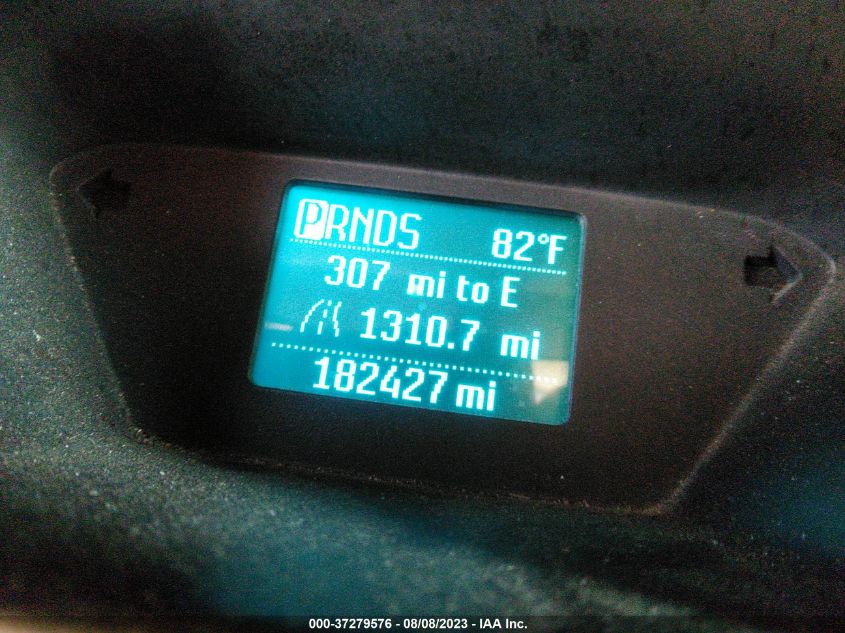 PRNDS 82°F
307 mi to E
1310.7 mi
182427 mi
000-37279576 - 08/08/2023 - IAA Inc.